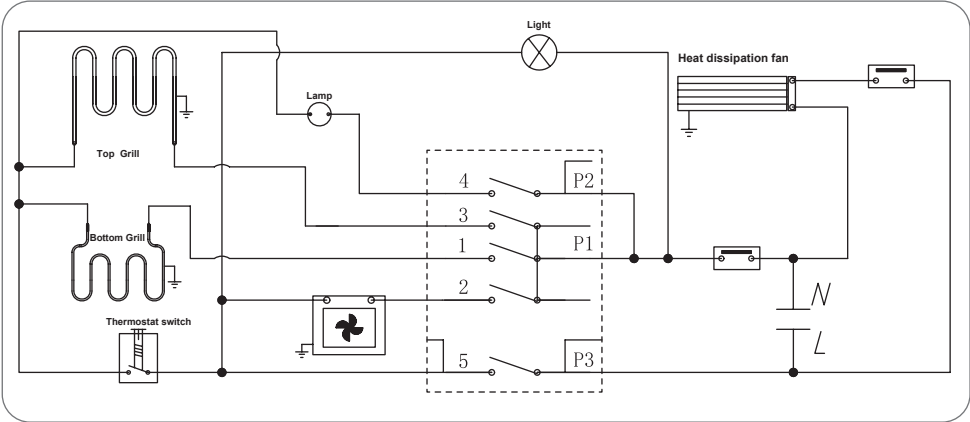 Light
Heat dissipation fan
Lamp
Top Grill
4
P2
3
Bottom Grill
1
P1
2
N
Thermostat switch
L
5
P3